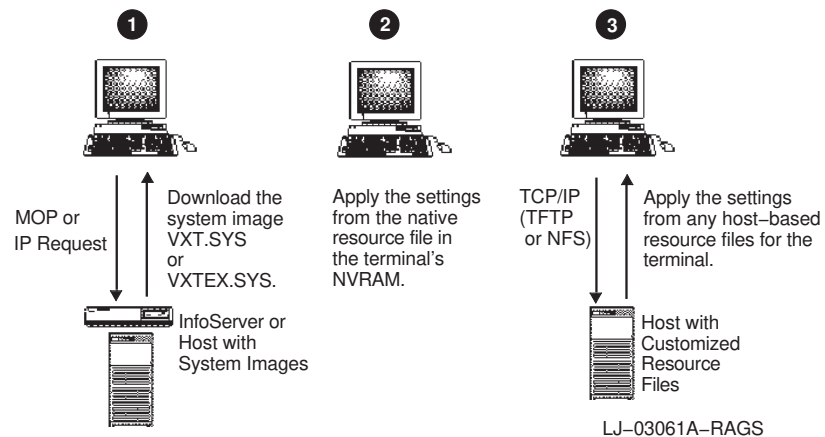 1
2
3
MOP or
IP Request
Download the
system image
VXT.SYS
or
VXTEX.SYS.
InfoServer or
Host with
System Images
Apply the settings
from the native
resource file in
the terminal's
NVRAM.
TCP/IP
(TFTP
or NFS)
Apply the settings
from any host–based
resource files for the
terminal.
Host with
Customized
Resource
Files
LJ–03061A–RAGS